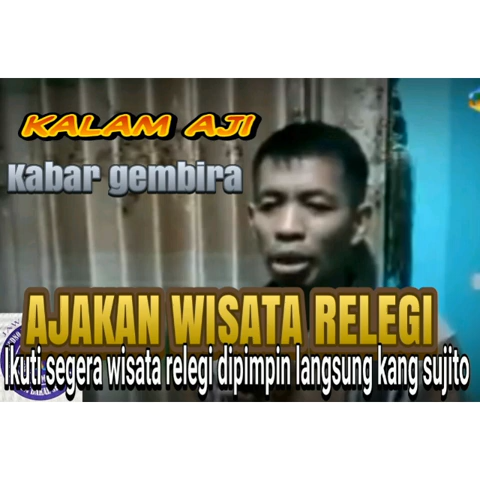 KALAM AJI
Kabar gembira
AJAKAN WISATA RELEGI
Ikuti segera wisata relegi dipimpin langsung kang sujito